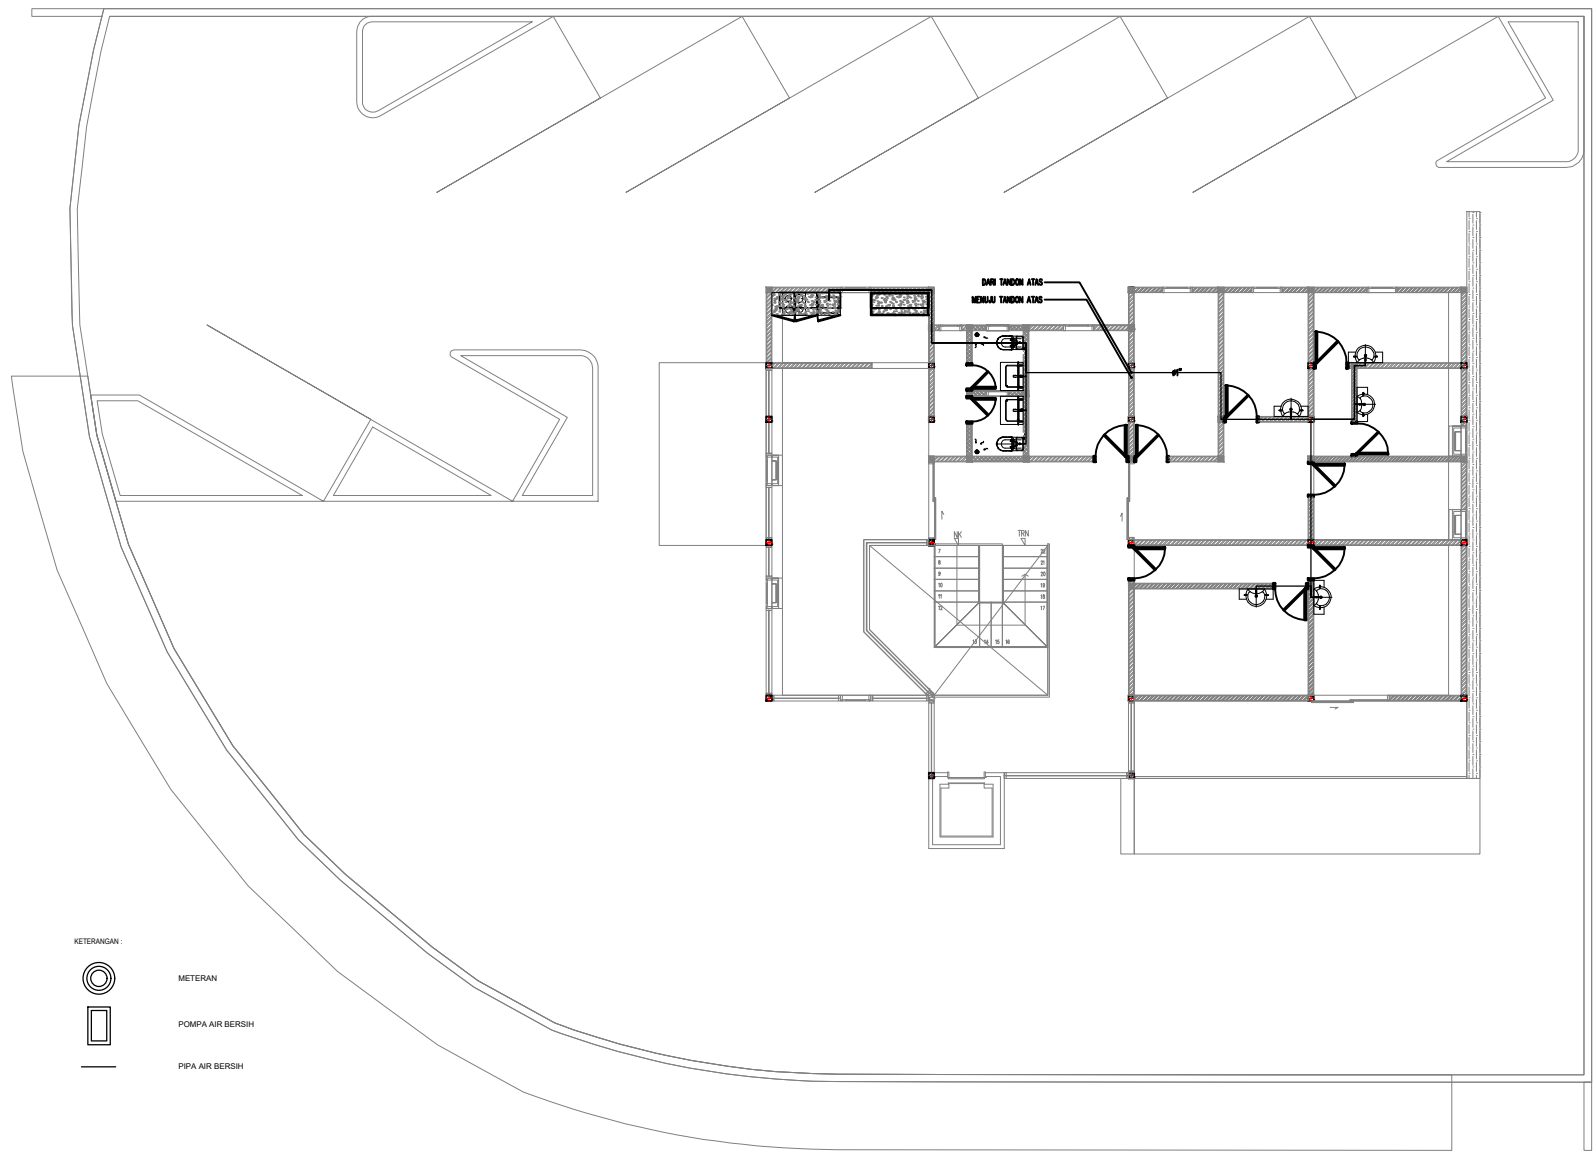 DARI TANDON ATAS
MENUJU TANDON ATAS
NK
TRN
7
8
9
10
11
12
13
14
15
16
17
18
19
20
21
22
KETERANGAN :
METERAN
POMPA AIR BERSIH
PIPA AIR BERSIH